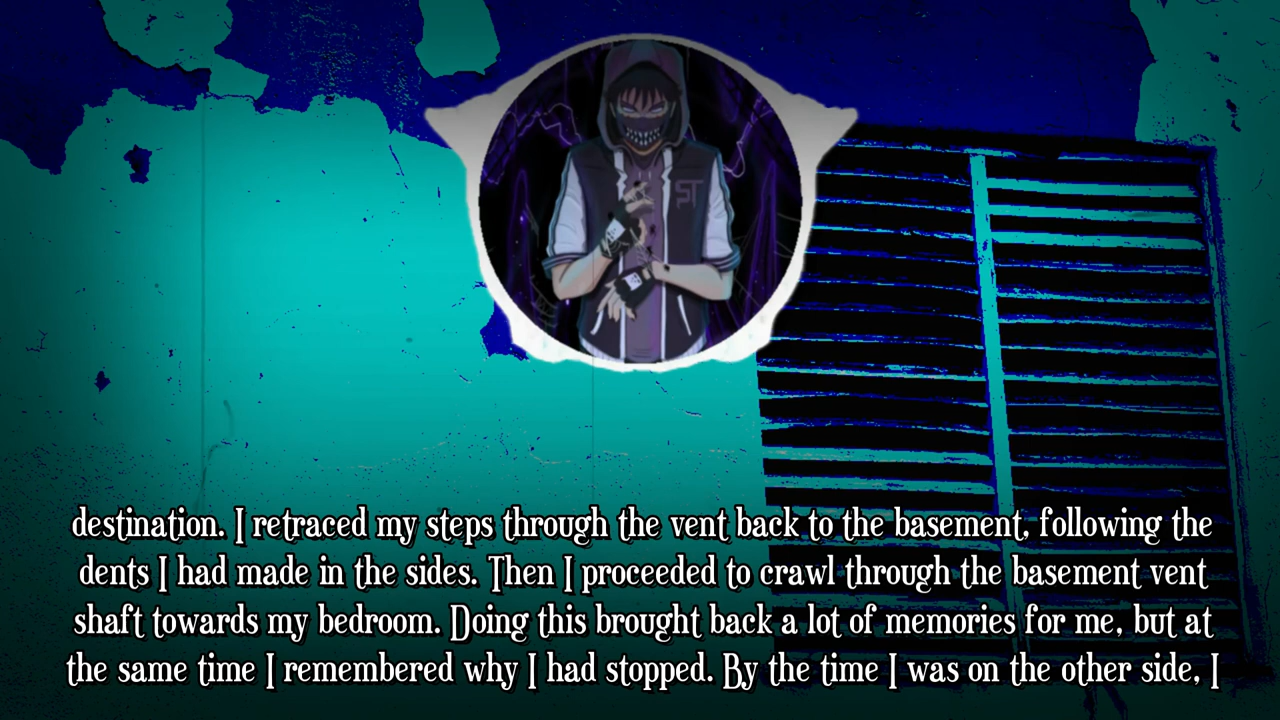 ST
destination. I retraced my steps through the vent back to the basement, following the
dents I had made in the sides. Then I proceeded to crawl through the basement vent
shaft towards my bedroom. Doing this brought back a lot of memories for me, but at
the same time I remembered why I had stopped. By the time I was on the other side, I